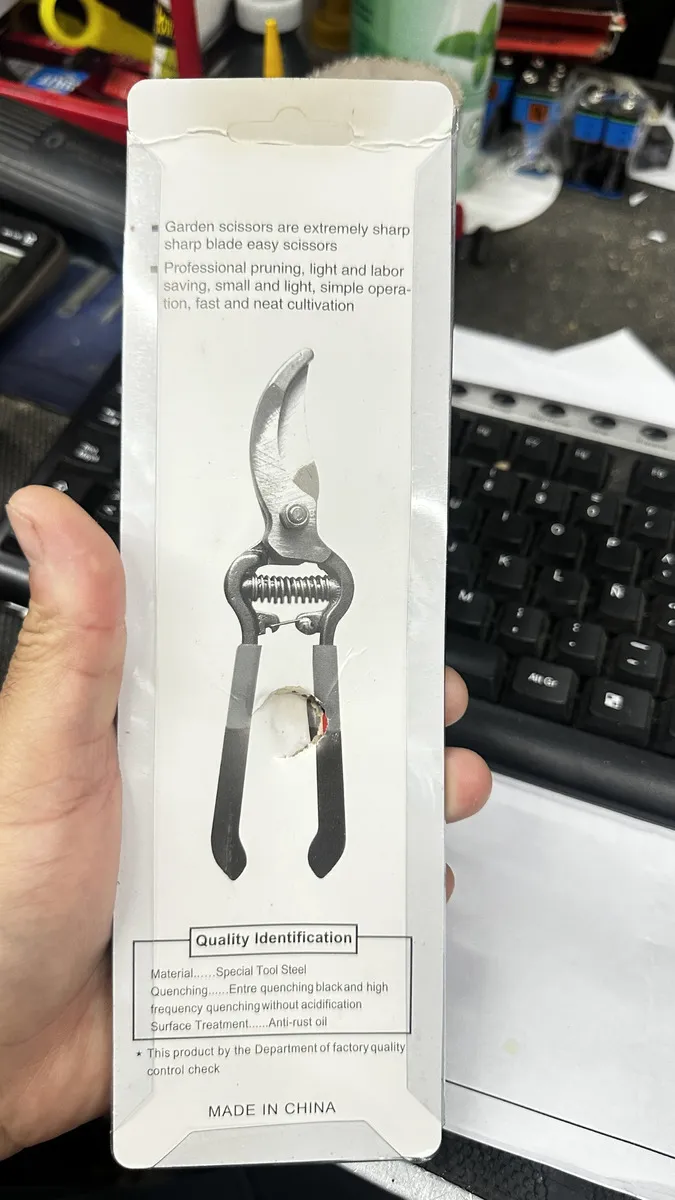 Garden scissors are extremely sharp
sharp blade easy scissors
Professional pruning, light and labor
saving, small and light, simple opera-
tion, fast and neat cultivation
Quality Identification
Material......Special Tool Steel
Quenching......Entre quenching black and high
frequency quenching without acidification
Surface Treatment......Anti-rust oil
★ This product by the Department of factory quality
control check
MADE IN CHINA
K
L
Ñ
M
Alt Gr